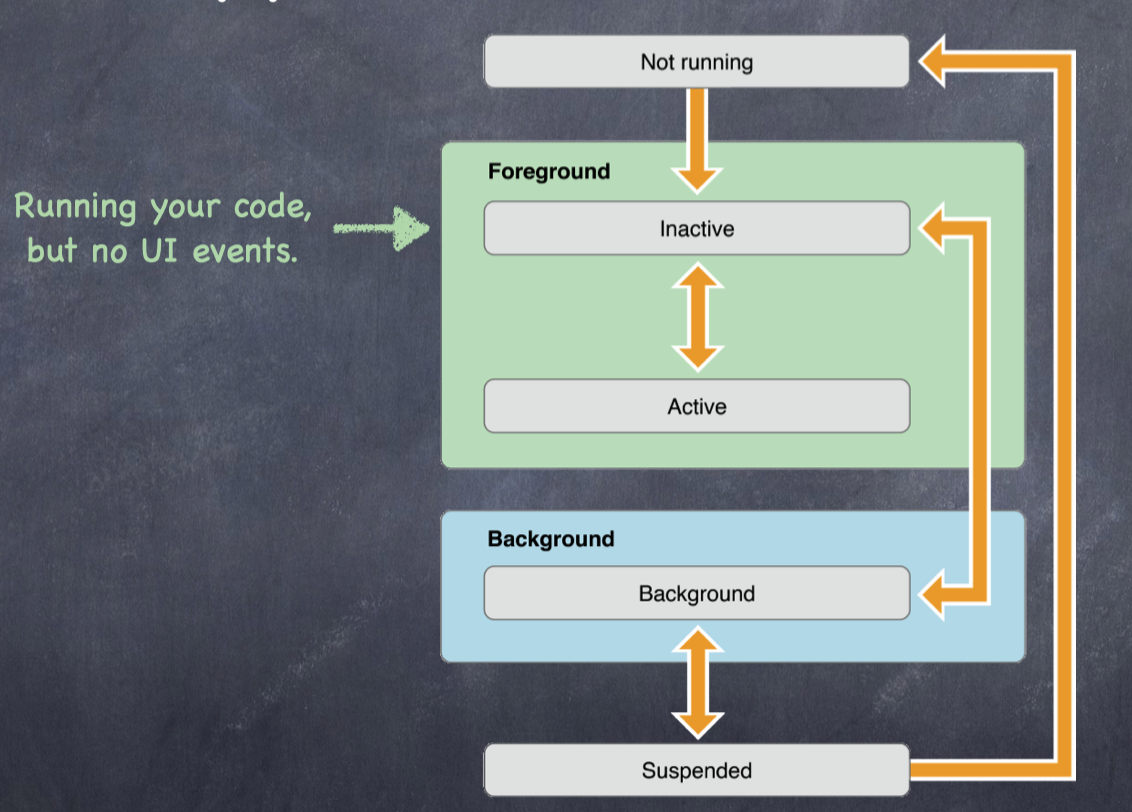 Not running
Foreground
Running your code,
but no UI events.
Inactive
Active
Background
Background
Suspended